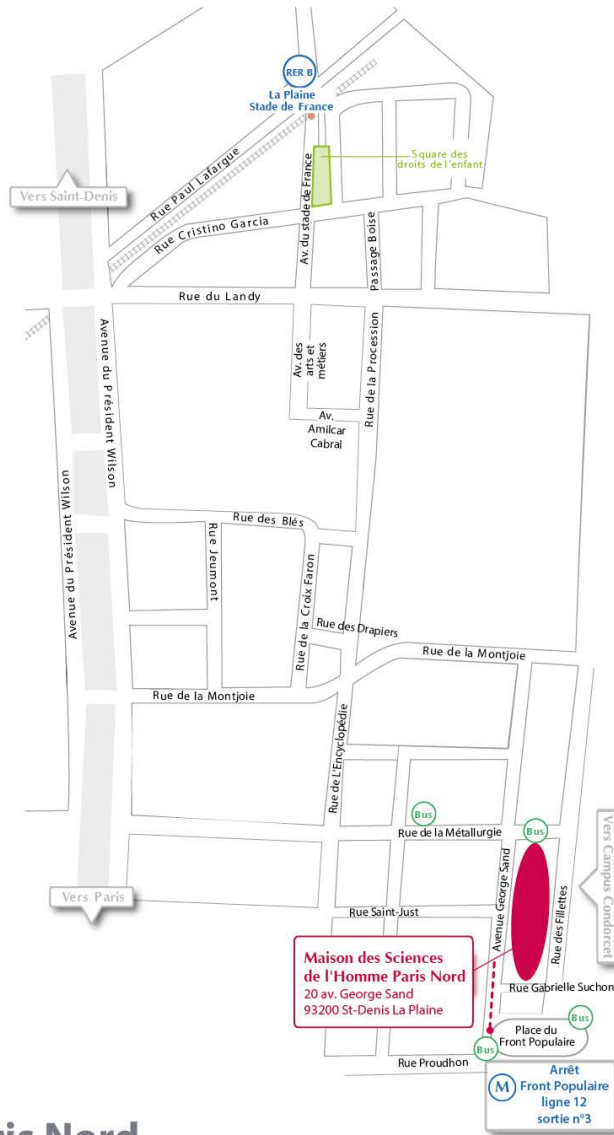 RER B
La Plaine
Stade de France
Square des
droits de l'enfant
Rue Paul Lafargue
Av. du stade de France
Vers Saint-Denis
Rue Cristino Garcia
Passage Boise
Rue du Landy
Avenue du Président Wilson
Av. des
arts et
métiers
Rue de la Procession
Av.
Amilcar
Cabral
Avenue du Président Wilson
Rue des Blés
Rue Jeumont
Rue de la Croix Faron
Rue des Drapiers
Rue de la Montjoie
Rue de la Montjoie
Rue de L'Encyclopédie
Bus
Rue de la Métallurgie
Bus
Vers Campus Condorcet
Vers Paris
Avenue George Sand
Rue des Fillettes
Rue Saint-Just
Maison des Sciences
de l'Homme Paris Nord
20 av. George Sand
93200 St-Denis La Plaine
Rue Gabrielle Suchon
Bus
Place du
Front Populaire
Bus
Rue Proudhon
M
Arrêt
Front Populaire
ligne 12
sortie n°3